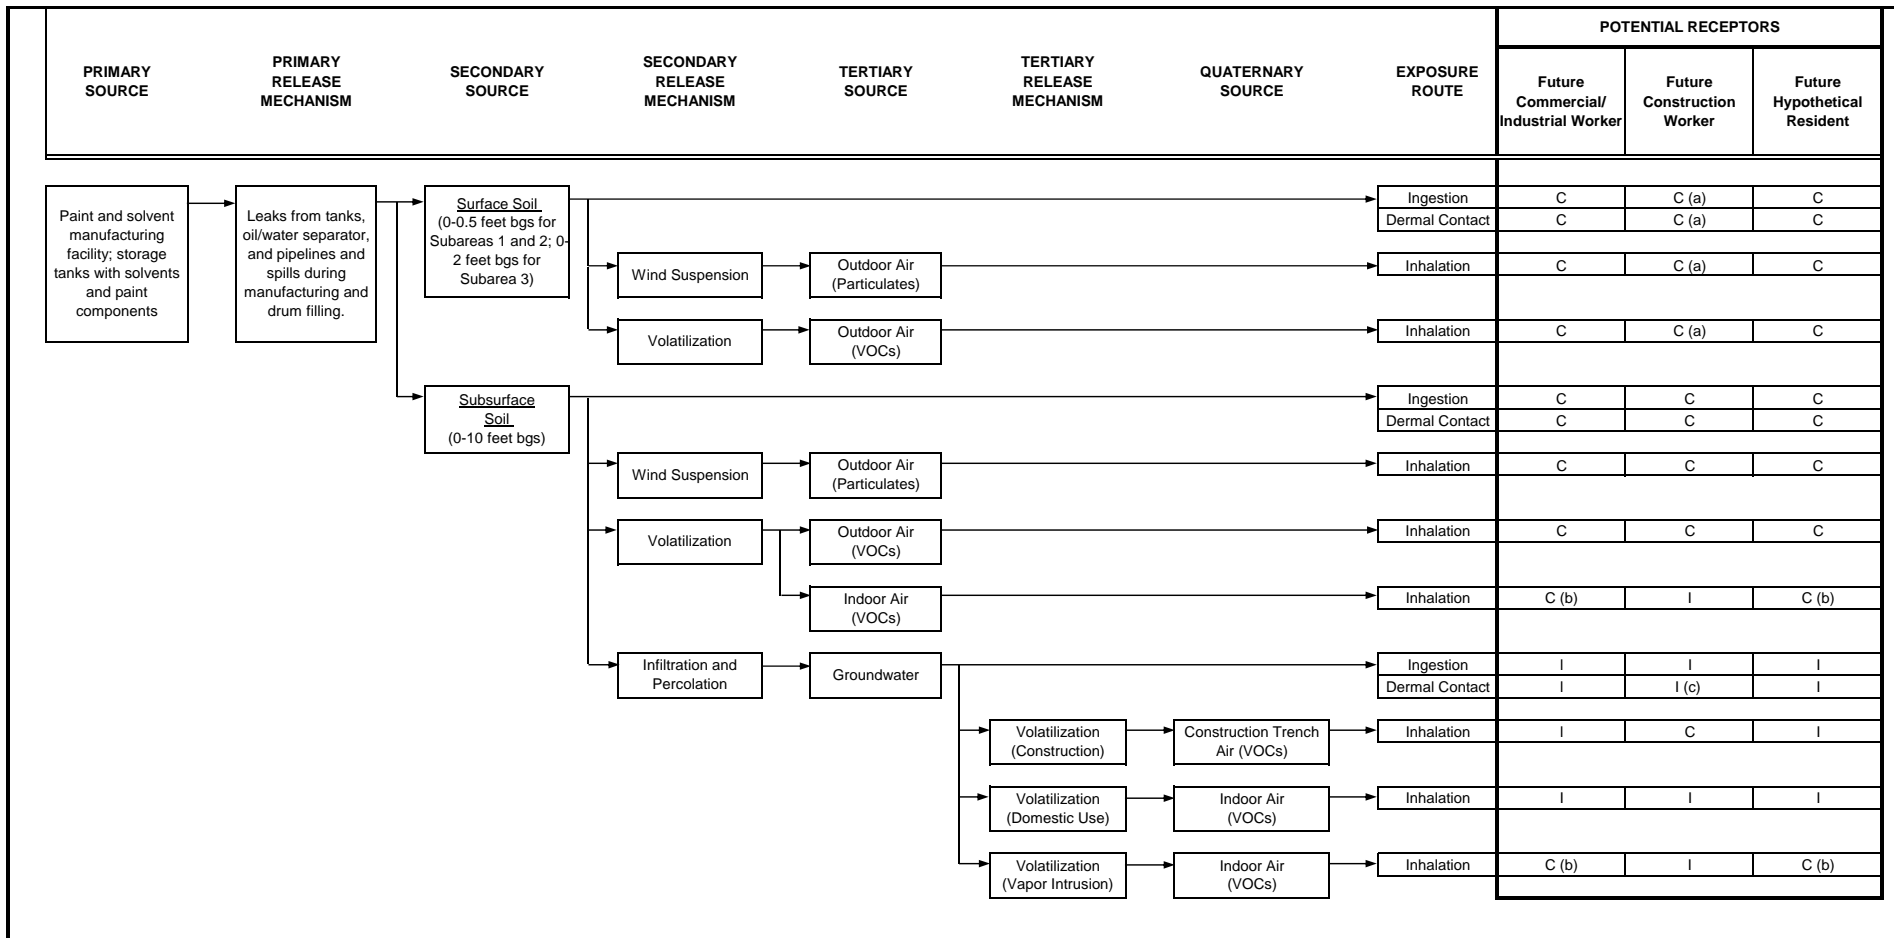 POTENTIAL RECEPTORS
PRIMARY
SOURCE
PRIMARY
RELEASE
MECHANISM
SECONDARY
SOURCE
SECONDARY
RELEASE
MECHANISM
TERTIARY
SOURCE
TERTIARY
RELEASE
MECHANISM
QUATERNARY
SOURCE
EXPOSURE
ROUTE
Future
Commercial/
Industrial Worker
Future
Construction
Worker
Future
Hypothetical
Resident
Paint and solvent
manufacturing
facility; storage
tanks with solvents
and paint
components
Leaks from tanks,
oil/water separator,
and pipelines and
spills during
manufacturing and
drum filling.
Surface Soil
(0-0.5 feet bgs for
Subareas 1 and 2; 0-
2 feet bgs for
Subarea 3)
Ingestion C C (a) C
Dermal Contact C C (a) C
Wind Suspension
Outdoor Air
(Particulates)
Inhalation C C (a) C
Volatilization
Outdoor Air
(VOCs)
Inhalation C C (a) C
Subsurface
Soil
(0-10 feet bgs)
Ingestion C C C
Dermal Contact C C C
Wind Suspension
Outdoor Air
(Particulates)
Inhalation C C C
Volatilization
Outdoor Air
(VOCs)
Inhalation C C C
Indoor Air
(VOCs)
Inhalation C (b) I C (b)
Infiltration and
Percolation
Groundwater
Ingestion I I I
Dermal Contact I I (c) I
Volatilization
(Construction)
Construction Trench
Air (VOCs)
Inhalation I C I
Volatilization
(Domestic Use)
Indoor Air
(VOCs)
Inhalation I I I
Volatilization
(Vapor Intrusion)
Indoor Air
(VOCs)
Inhalation C (b) I C (b)